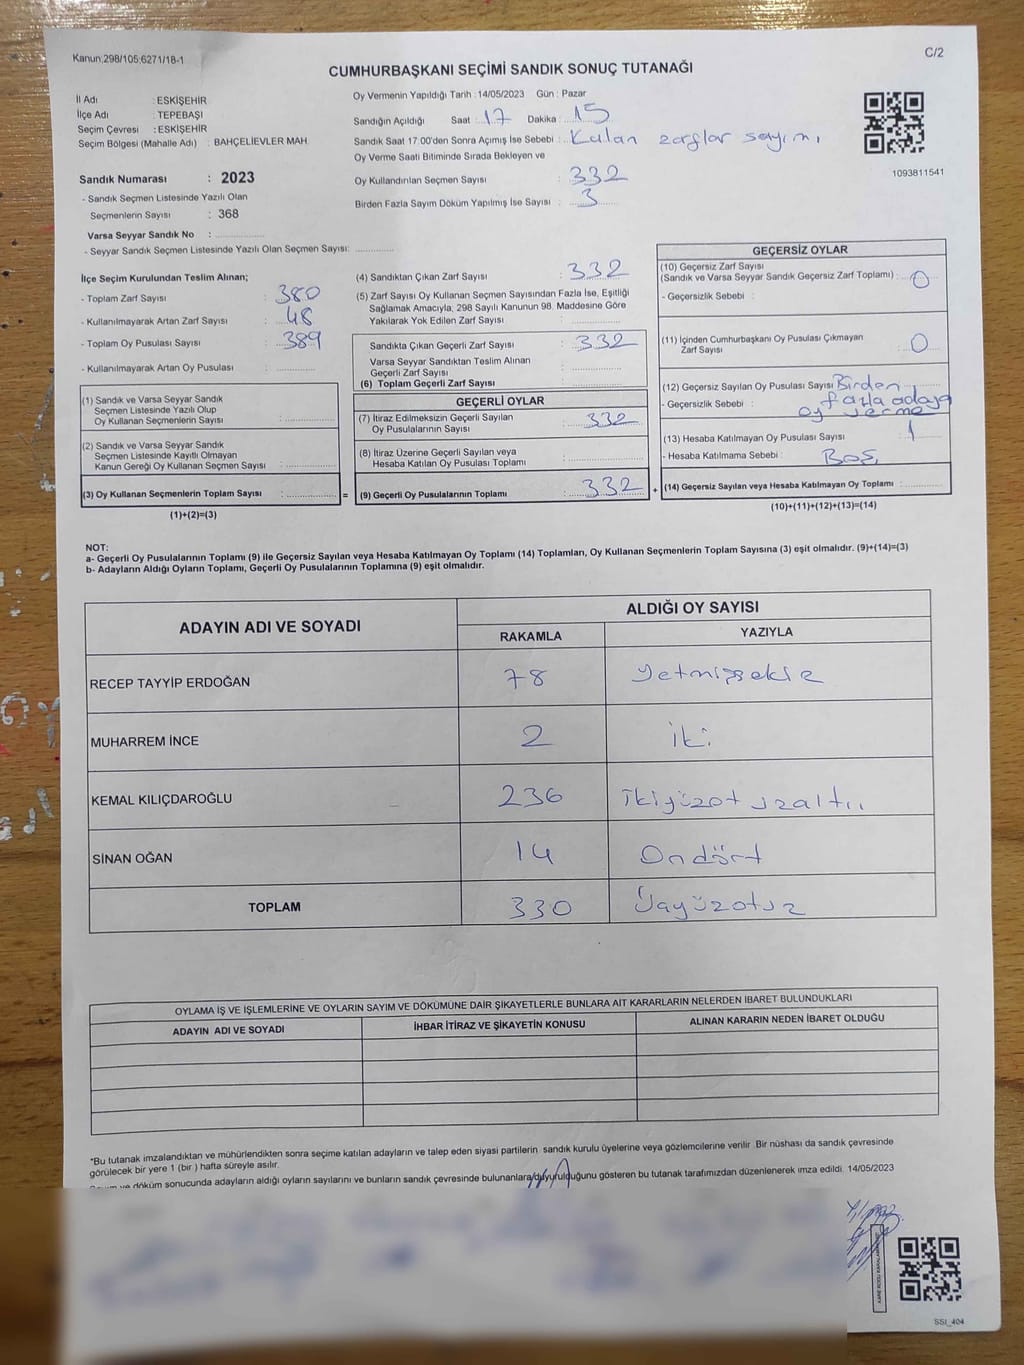 Kanun:298/105:6271/18-1
C/2
CUMHURBAŞKANI SEÇİMİ SANDIK SONUÇ TUTANAĞI
İl Adı : ESKİŞEHİR
İlçe Adı : TEPEBAŞI
Seçim Çevresi : ESKİŞEHİR
Seçim Bölgesi (Mahalle Adı) : BAHÇELİEVLER MAH.
Sandık Numarası : 2023
- Sandık Seçmen Listesinde Yazılı Olan
Seçmenlerin Sayısı : 368
Varsa Seyyar Sandık No :
- Seyyar Sandık Seçmen Listesinde Yazılı Olan Seçmen Sayısı:
Oy Vermenin Yapıldığı Tarih : 14/05/2023 Gün : Pazar
Sandığın Açıldığı Saat : 17 Dakika : 15
Sandık Saat 17:00'den Sonra Açımış İse Sebebi : Kalan zarflar sayımı
Oy Verme Saati Bitiminde Sırada Bekleyen ve
Oy Kullandırılan Seçmen Sayısı : 332
Birden Fazla Sayım Döküm Yapılmış İse Sayısı : 3
1093811541
İlçe Seçim Kurulundan Teslim Alınan;
- Toplam Zarf Sayısı : 380
- Kullanılmayarak Artan Zarf Sayısı : 48
- Toplam Oy Pusulası Sayısı : 389
- Kullanılmayarak Artan Oy Pusulası :
(1) Sandık ve Varsa Seyyar Sandık
Seçmen Listesinde Yazılı Olup
Oy Kullanan Seçmenlerin Sayısı :
(2) Sandık ve Varsa Seyyar Sandık
Seçmen Listesinde Kayıtlı Olmayan
Kanun Gereği Oy Kullanan Seçmen Sayısı :
(3) Oy Kullanan Seçmenlerin Toplam Sayısı :
(1)+(2)=(3)
(4) Sandıktan Çıkan Zarf Sayısı : 332
(5) Zarf Sayısı Oy Kullanan Seçmen Sayısından Fazla İse, Eşitliği
Sağlamak Amacıyla, 298 Sayılı Kanunun 98. Maddesine Göre
Yakılarak Yok Edilen Zarf Sayısı :
Sandıkta Çıkan Geçerli Zarf Sayısı : 332
Varsa Seyyar Sandıktan Teslim Alınan
Geçerli Zarf Sayısı :
(6) Toplam Geçerli Zarf Sayısı :
GEÇERLİ OYLAR
(7) İtiraz Edilmeksizin Geçerli Sayılan
Oy Pusulalarının Sayısı : 332
(8) İtiraz Üzerine Geçerli Sayılan veya
Hesaba Katılan Oy Pusulası Toplamı :
= (9) Geçerli Oy Pusulalarının Toplamı : 332 +
GEÇERSİZ OYLAR
(10) Geçersiz Zarf Sayısı
(Sandık ve Varsa Seyyar Sandık Geçersiz Zarf Toplamı) : 0
- Geçersizlik Sebebi :
(11) İçinden Cumhurbaşkanı Oy Pusulası Çıkmayan
Zarf Sayısı : 0
(12) Geçersiz Sayılan Oy Pusulası Sayısı Birden
- Geçersizlik Sebebi : fazla adaya
oy verme
(13) Hesaba Katılmayan Oy Pusulası Sayısı : 1
- Hesaba Katılmama Sebebi : Boş
(14) Geçersiz Sayılan veya Hesaba Katılmayan Oy Toplamı :
(10)+(11)+(12)+(13)=(14)
NOT:
a- Geçerli Oy Pusulalarının Toplamı (9) ile Geçersiz Sayılan veya Hesaba Katılmayan Oy Toplamı (14) Toplamları, Oy Kullanan Seçmenlerin Toplam Sayısına (3) eşit olmalıdır. (9)+(14)=(3)
b- Adayların Aldığı Oyların Toplamı, Geçerli Oy Pusulalarının Toplamına (9) eşit olmalıdır.
ADAYIN ADI VE SOYADI
ALDIĞI OY SAYISI
RAKAMLA YAZIYLA
RECEP TAYYİP ERDOĞAN 78 Yetmişsekiz
MUHARREM İNCE 2 iki
KEMAL KILIÇDAROĞLU 236 ikiyüzotuzaltı
SİNAN OĞAN 14 Ondört
TOPLAM 330 Üçyüzotuz
OYLAMA İŞ VE İŞLEMLERİNE VE OYLARIN SAYIM VE DÖKÜMÜNE DAİR ŞİKAYETLERLE BUNLARA AİT KARARLARIN NELERDEN İBARET BULUNDUKLARI
ADAYIN ADI VE SOYADI İHBAR İTİRAZ VE ŞİKAYETİN KONUSU ALINAN KARARIN NEDEN İBARET OLDUĞU
*Bu tutanak imzalandıktan ve mühürlendikten sonra seçime katılan adayların ve talep eden siyasi partilerin sandık kurulu üyelerine veya gözlemcilerine verilir. Bir nüshası da sandık çevresinde
görülecek bir yere 1 (bir ) hafta süreyle asılır.
ve döküm sonucunda adayların aldığı oyların sayılarını ve bunların sandık çevresinde bulunanlara duyurulduğunu gösteren bu tutanak tarafımızdan düzenlenerek imza edildi. 14/05/2023
SSI_404